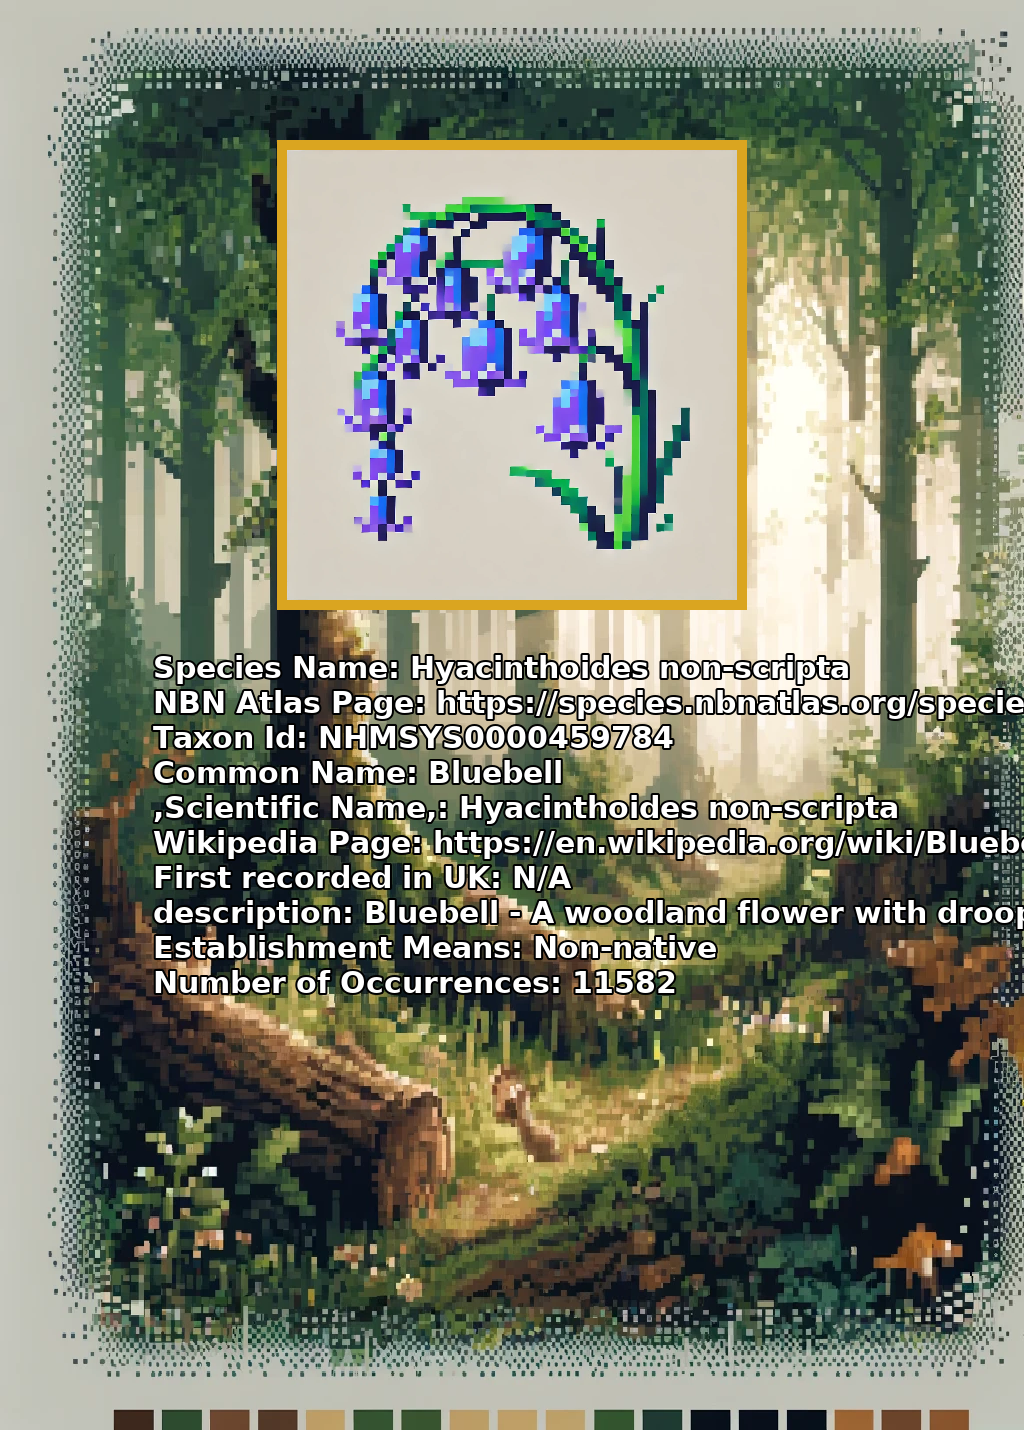 Species Name: Hyacinthoides non-scripta
NBN Atlas Page: https://species.nbnatlas.org/specie
Taxon Id: NHMSYS0000459784
Common Name: Bluebell
,Scientific Name,: Hyacinthoides non-scripta
Wikipedia Page: https://en.wikipedia.org/wiki/Blueb
First recorded in UK: N/A
description: Bluebell - A woodland flower with droop
Establishment Means: Non-native
Number of Occurrences: 11582